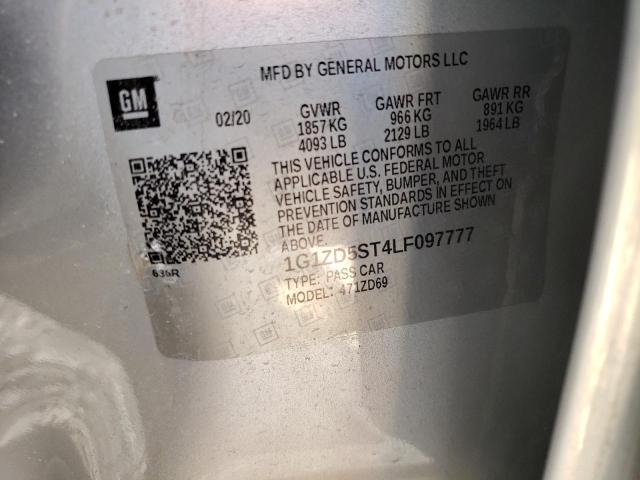 MFD BY GENERAL MOTORS LLC
GM
02/20
GVWR
1857 KG
4093 LB
GAWR FRT
966 KG
2129 LB
GAWR RR
891 KG
1964 LB
THIS VEHICLE CONFORMS TO ALL
APPLICABLE U.S. FEDERAL MOTOR
VEHICLE SAFETY, BUMPER, AND THEFT
PREVENTION STANDARDS IN EFFECT ON
THE DATE OF MANUFACTURE SHOWN
ABOVE.
1G1ZD5ST4LF097777
TYPE: PASS CAR
MODEL: 471ZD69
636R